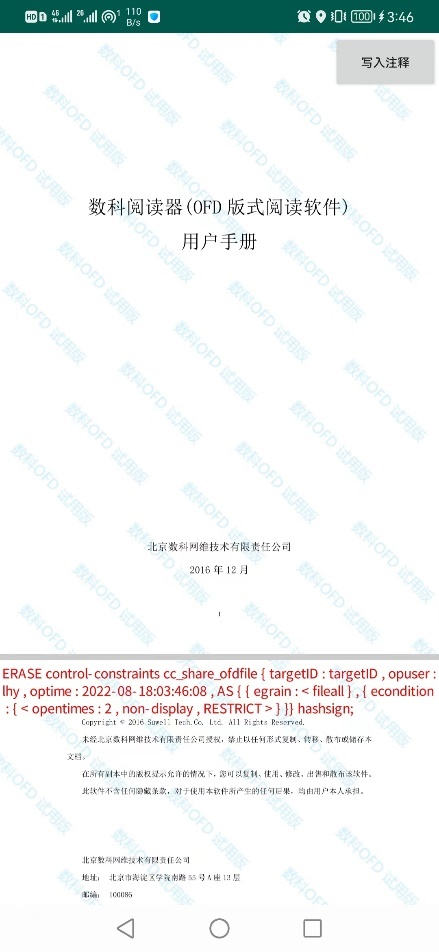 HD 46 26 110 B/s 100 3:46
写入注释
数科阅读器(OFD 版式阅读软件)
用户手册
北京数科网维技术有限责任公司
2016 年 12 月
1
ERASE control-constraints cc_share_ofdfile { targetID : targetID , opuser :
lhy , optime : 2022-08-18:03:46:08 , AS { { egrain : < fileall } , { econdition
: { < opentimes : 2 , non-display , RESTRICT > } }} hashsign;
Copyright © 2016 Suwell Tech.Co. Ltd. All Rights Reserved.
未经北京数科网维技术有限责任公司授权，禁止以任何形式复制、转移、散布或储存本
文档。
在所有副本中的版权提示允许的情况下，您可以复制、使用、修改、出售和散布该软件。
此软件不含任何隐藏条款，对于使用本软件所产生的任何后果，均由用户本人承担。
北京数科网维技术有限责任公司
地址： 北京市海淀区学院南路 55 号 A 座 13 层
邮编： 100086
数科OFD 试用版